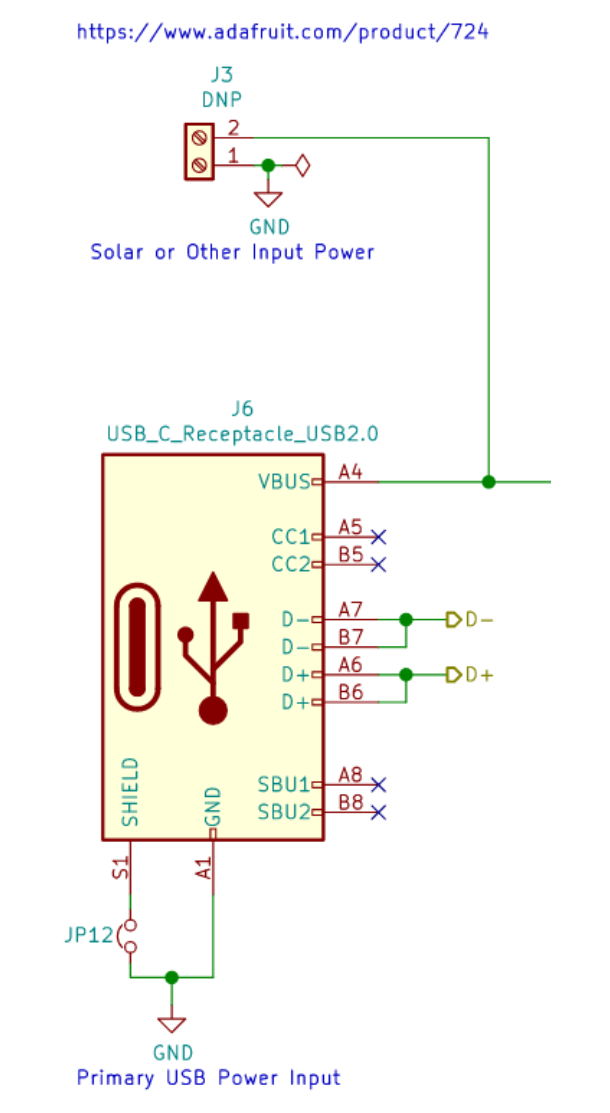 https://www.adafruit.com/product/724
J3
DNP
2
1
GND
Solar or Other Input Power
J6
USB_C_Receptacle_USB2.0
VBUS A4
CC1 A5
CC2 B5
D- A7 D-
D- B7
D+ A6 D+
D+ B6
SBU1 A8
SBU2 B8
SHIELD
GND
S1
A1
JP12
GND
Primary USB Power Input